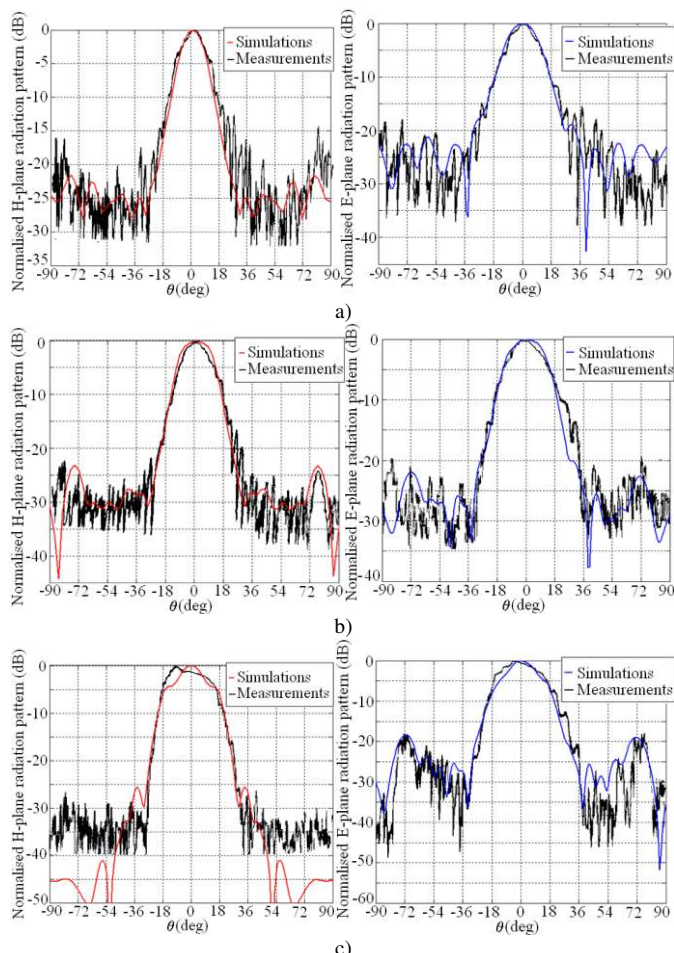 Normalised H-plane radiation pattern (dB)
0
-5
-10
-15
-20
-25
-30
-35
Simulations
Measurements
-90 -72 -54 -36 -18 0 18 36 54 72 90
θ(deg)
Normalised E-plane radiation pattern (dB)
0
-10
-20
-30
-40
Simulations
Measurements
-90 -72 -54 -36 -18 0 18 36 54 72 90
θ(deg)
a)
Normalised H-plane radiation pattern (dB)
0
-10
-20
-30
-40
Simulations
Measurements
-90 -72 -54 -36 -18 0 18 36 54 72 90
θ(deg)
Normalised E-plane radiation pattern (dB)
0
-10
-20
-30
-40
Simulations
Measurements
-90 -72 -54 -36 -18 0 18 36 54 72 90
θ(deg)
b)
Normalised H-plane radiation pattern (dB)
0
-10
-20
-30
-40
-50
Simulations
Measurements
-90 -72 -54 -36 -18 0 18 36 54 72 90
θ(deg)
Normalised E-plane radiation pattern (dB)
0
-10
-20
-30
-40
-50
-60
Simulations
Measurements
-90 -72 -54 -36 -18 0 18 36 54 72 90
θ(deg)
c)